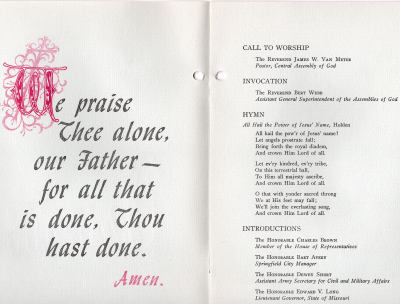 We praise
Thee alone,
our Father—
for all that
is done, Thou
hast done.
Amen.
CALL TO WORSHIP
The Reverend James W. Van Meter
Pastor, Central Assembly of God
INVOCATION
The Reverend Bert Webb
Assistant General Superintendent of the Assemblies of God
HYMN
All Hail the Power of Jesus' Name, Holden
All hail the pow'r of Jesus' name!
Let angels prostrate fall;
Bring forth the royal diadem,
And crown Him Lord of all.
Let ev'ry kindred, ev'ry tribe,
On this terrestrial ball,
To Him all majesty ascribe,
And crown Him Lord of all.
O that with yonder sacred throng
We at His feet may fall;
We'll join the everlasting song,
And crown Him Lord of all.
INTRODUCTIONS
The Honorable Charles Brown
Member of the House of Representatives
The Honorable Bart Avery
Springfield City Manager
The Honorable Dewey Short
Assistant Army Secretary for Civil and Military Affairs
The Honorable Edward V. Long
Lieutenant Governor, State of Missouri